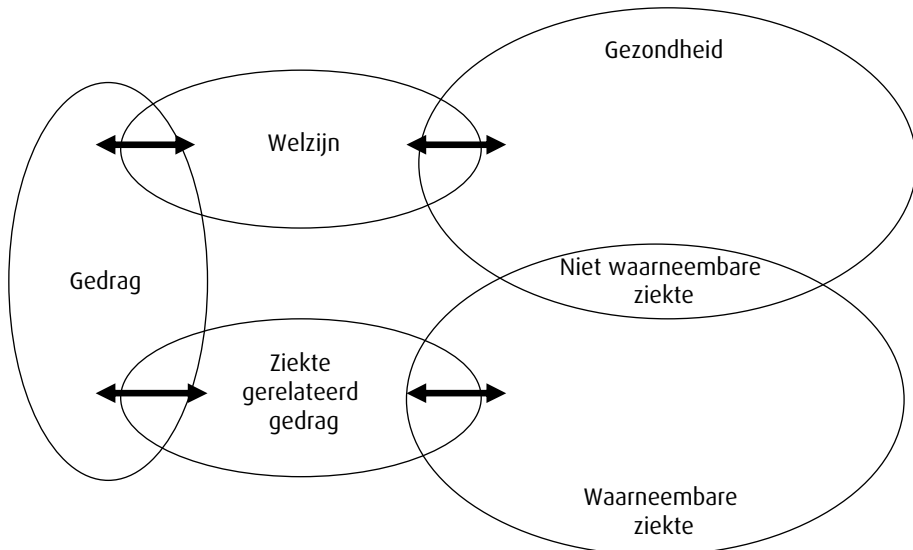 Gezondheid
Welzijn
Gedrag
Niet waarneembare
ziekte
Ziekte
gerelateerd
gedrag
Waarneembare
ziekte